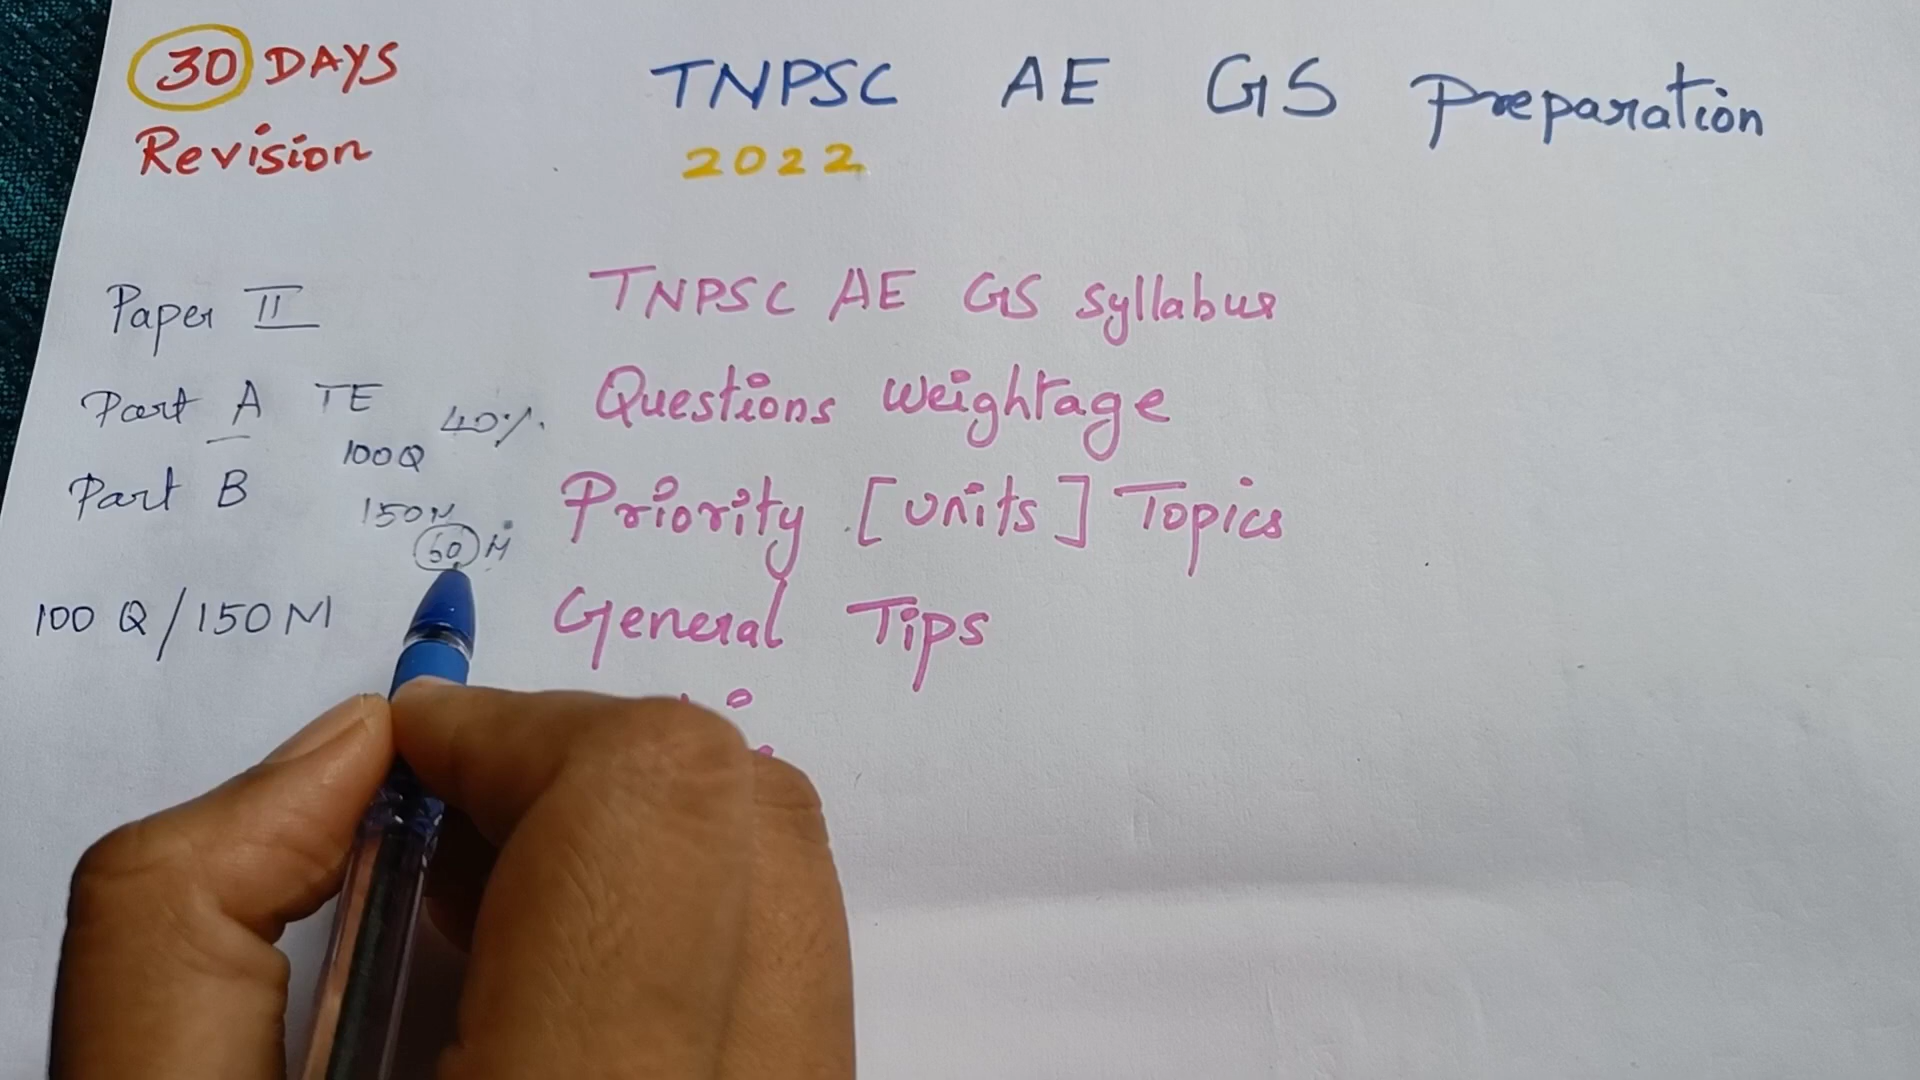 30 DAYS
Revision
TNPSC AE GS Preparation
2022
Paper II
Part A TE
100Q 40%.
Part B
150M
60 M
100 Q/150M
TNPSC AE GS Syllabus
Questions Weightage
Priority [units] Topics
General Tips